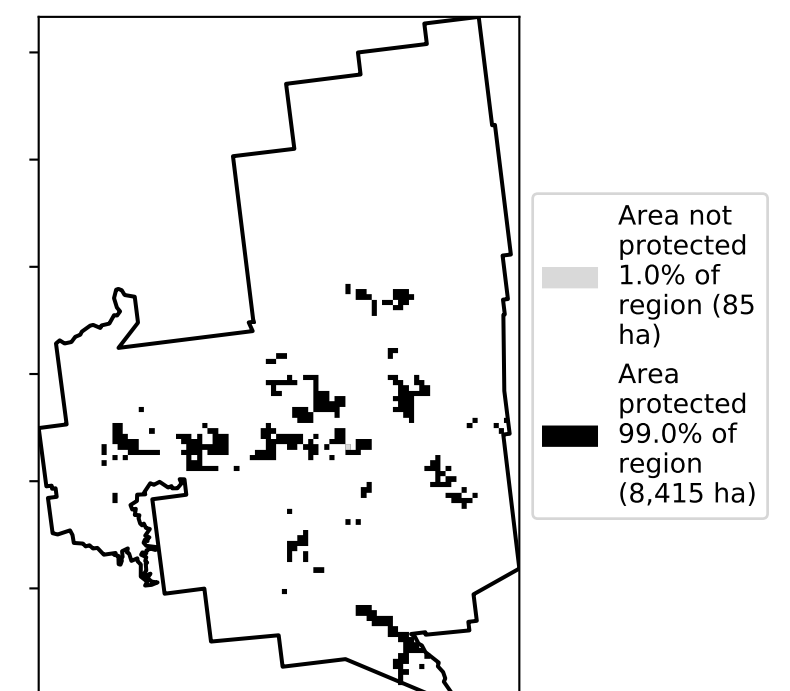 Area not
protected
1.0% of
region (85
ha)
Area
protected
99.0% of
region
(8,415 ha)